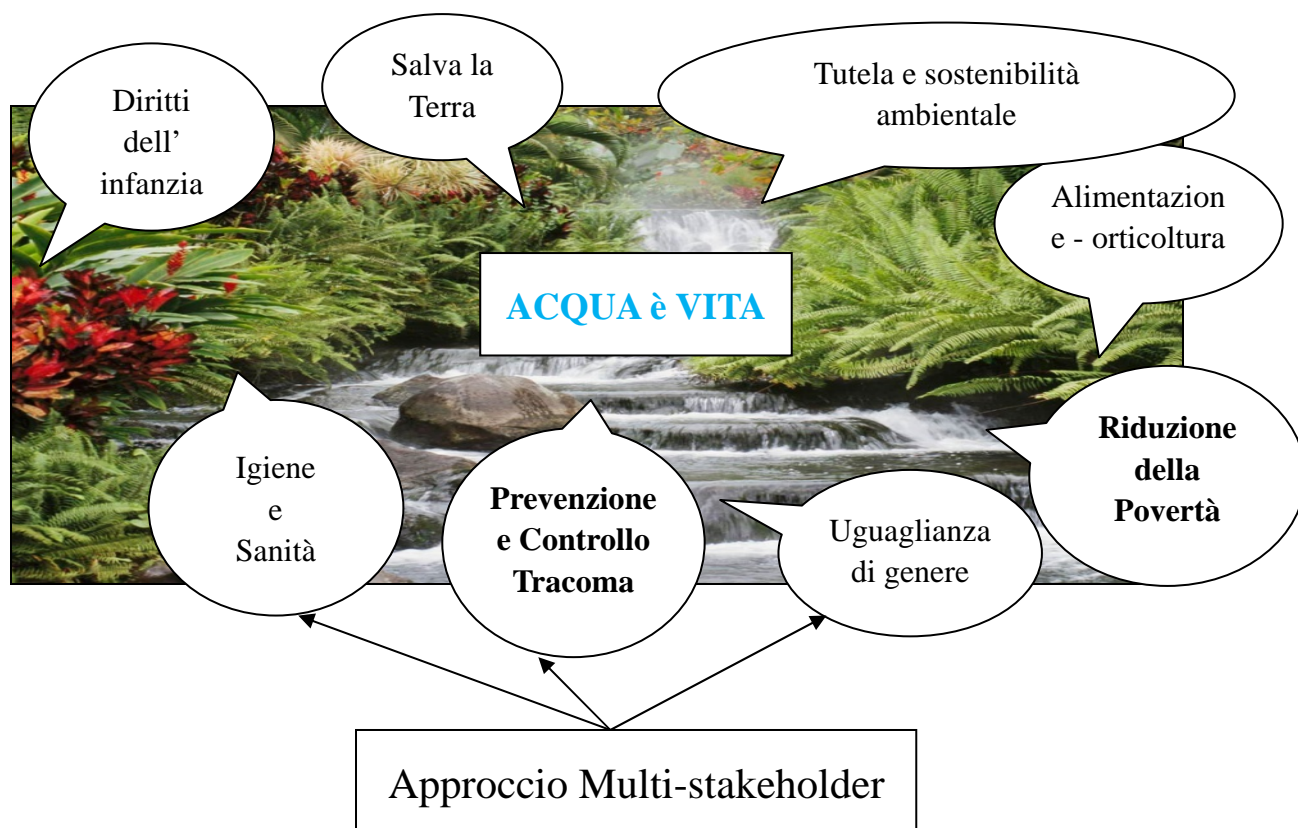 Salva la
Terra
Tutela e sostenibilità
ambientale
Diritti
dell'
infanzia
Alimentazion
e - orticoltura
ACQUA è VITA
Riduzione
della
Povertà
Igiene
e
Sanità
Prevenzione
e Controllo
Tracoma
Uguaglianza
di genere
Approccio Multi-stakeholder